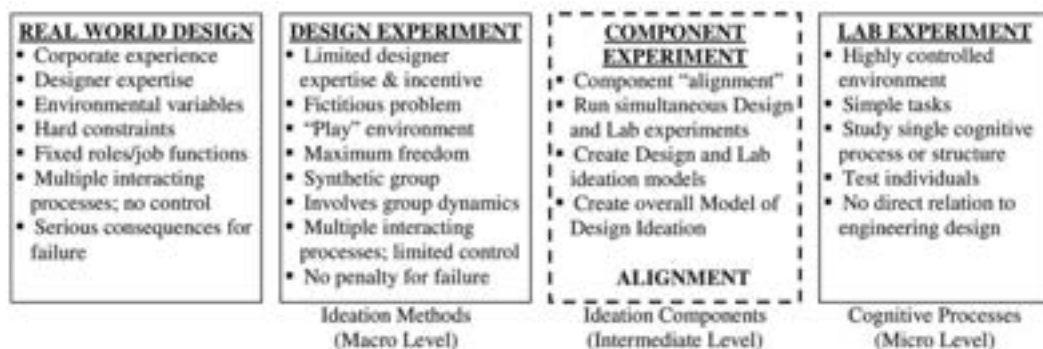 REAL WORLD DESIGN
▪ Corporate experience
▪ Designer expertise
▪ Environmental variables
▪ Hard constraints
▪ Fixed roles/job functions
▪ Multiple interacting
processes; no control
▪ Serious consequences for
failure
DESIGN EXPERIMENT
▪ Limited designer
expertise & incentive
▪ Fictitious problem
▪ "Play" environment
▪ Maximum freedom
▪ Synthetic group
▪ Involves group dynamics
▪ Multiple interacting
processes; limited control
▪ No penalty for failure
Ideation Methods
(Macro Level)
COMPONENT
EXPERIMENT
▪ Component "alignment"
▪ Run simultaneous Design
and Lab experiments
▪ Create Design and Lab
ideation models
▪ Create overall Model of
Design Ideation
ALIGNMENT
Ideation Components
(Intermediate Level)
LAB EXPERIMENT
▪ Highly controlled
environment
▪ Simple tasks
▪ Study single cognitive
process or structure
▪ Test individuals
▪ No direct relation to
engineering design
Cognitive Processes
(Micro Level)